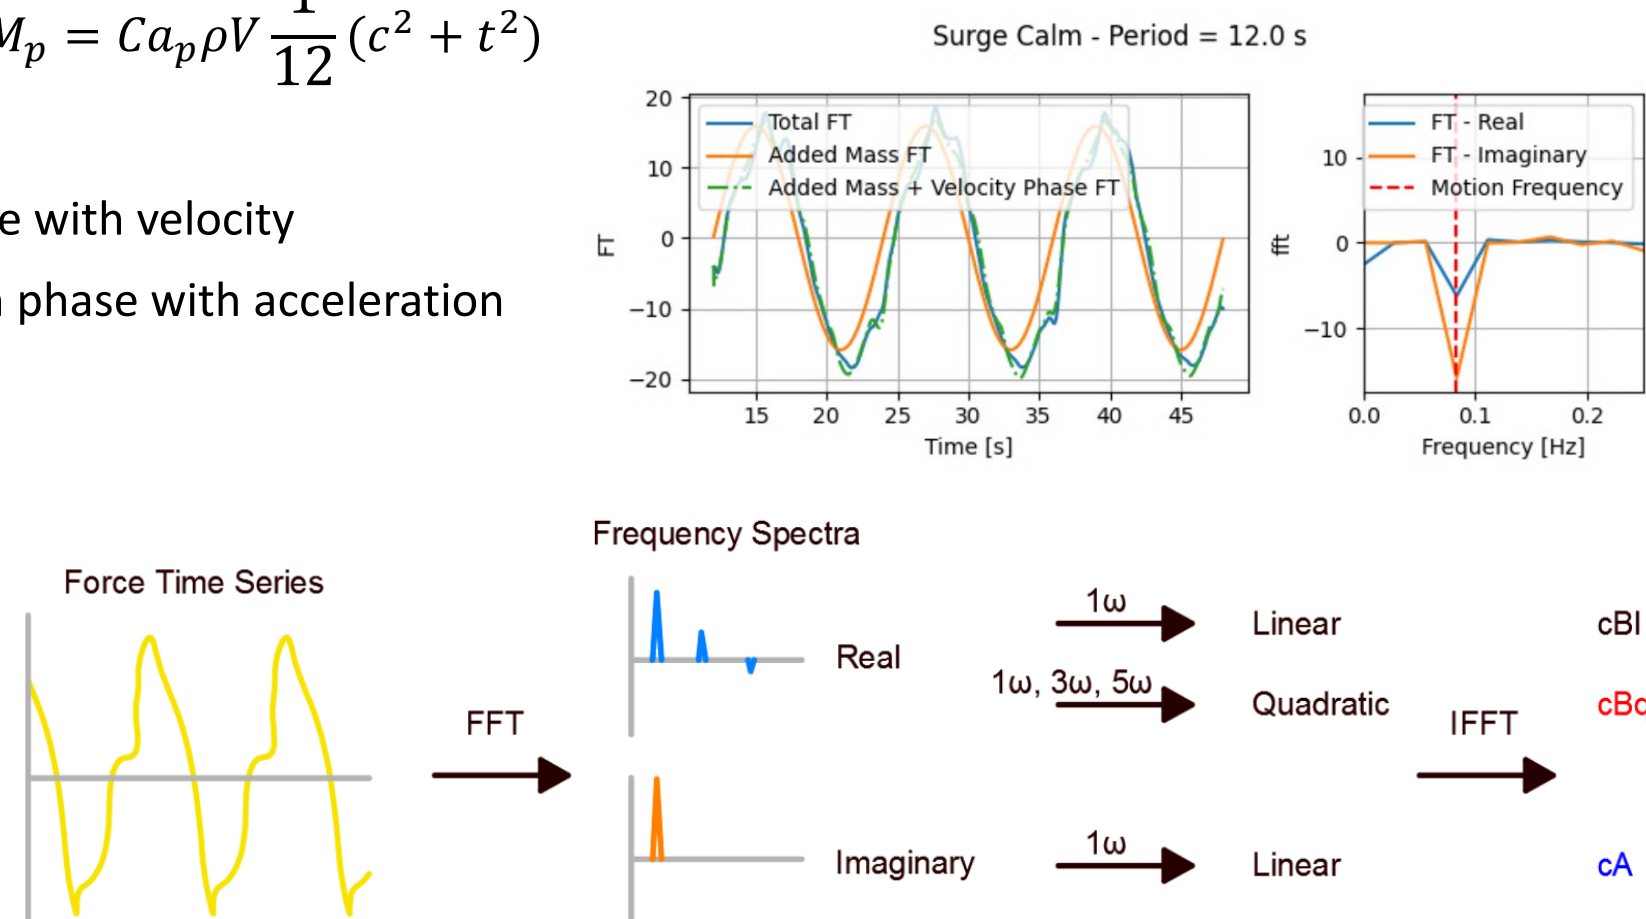 M_p = Ca_p ρV 1/12 (c² + t²)
e with velocity
phase with acceleration
Surge Calm - Period = 12.0 s
Total FT
Added Mass FT
Added Mass + Velocity Phase FT
20
10
0
−10
−20
FT
15 20 25 30 35 40 45
Time [s]
FT - Real
FT - Imaginary
Motion Frequency
10
0
−10
fft
0.0 0.1 0.2
Frequency [Hz]
Force Time Series
FFT
Frequency Spectra
Real
Imaginary
1ω
Linear
cBl
1ω, 3ω, 5ω
Quadratic
IFFT
1ω
Linear
cA